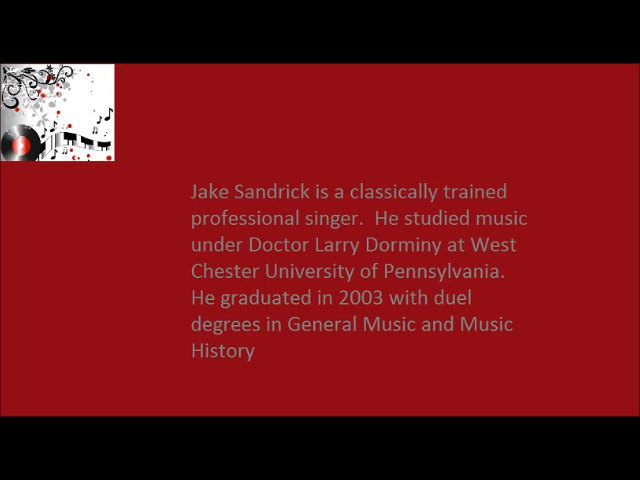 Jake Sandrick is a classically trained
professional singer.  He studied music
under Doctor Larry Dorminy at West
Chester University of Pennsylvania.
He graduated in 2003 with duel
degrees in General Music and Music
History